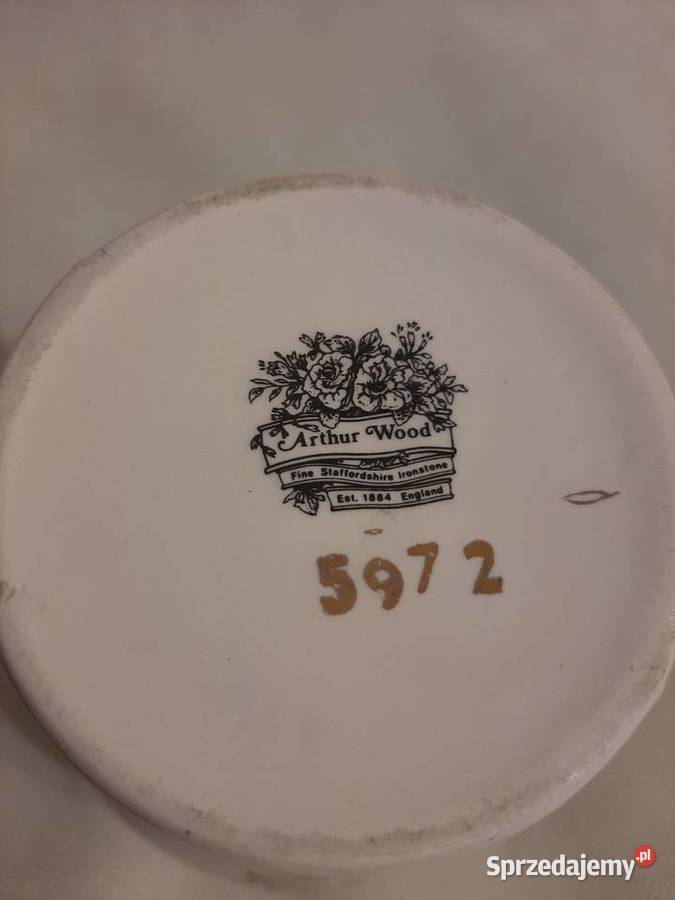 Arthur Wood
Fine Staffordshire Ironstone
Est. 1884 England
5972
Sprzedajemy.pl